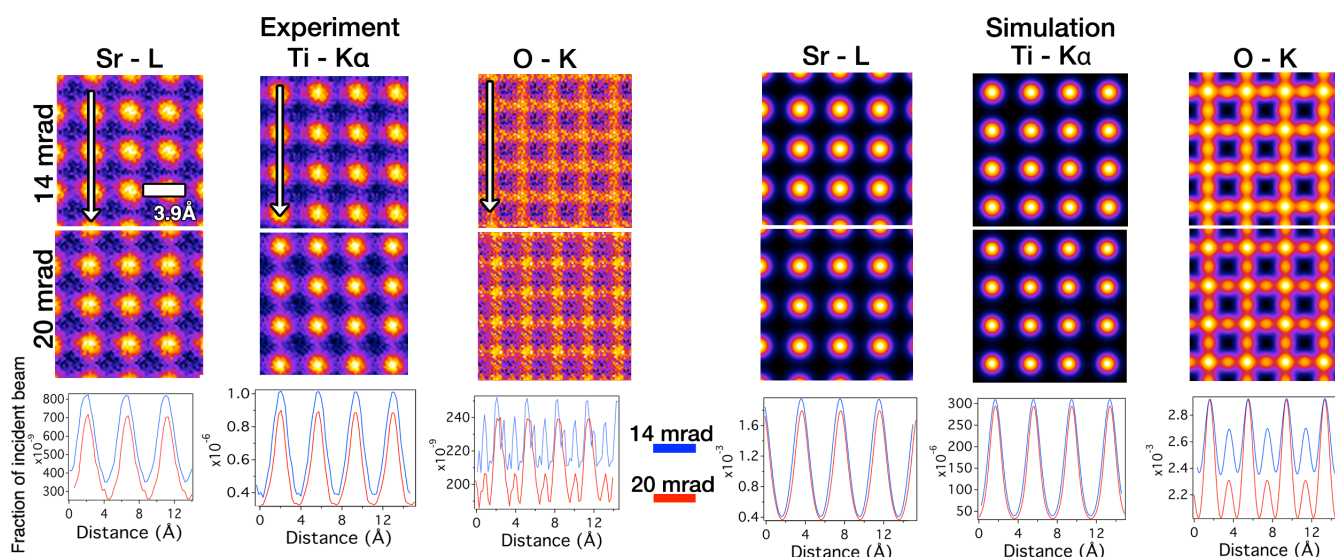 Experiment
Simulation
Sr - L
Ti - Kα
O - K
Sr - L
Ti - Kα
O - K
14 mrad
3.9Å
20 mrad
Fraction of incident beam
800
700
600
500
400
300
x10⁻⁹
0 4 8 12
Distance (Å)
1.0
0.8
0.6
0.4
x10⁻⁶
0 4 8 12
Distance (Å)
240
220
200
x10⁻⁹
0 4 8 12
Distance (Å)
14 mrad
20 mrad
1.6
1.2
0.8
0.4
x10⁻³
0 4 8 12
Distance (Å)
300
250
200
150
100
50
x10⁻⁶
0 4 8 12
Distance (Å)
2.8
2.6
2.4
2.2
x10⁻³
0 4 8 12
Distance (Å)